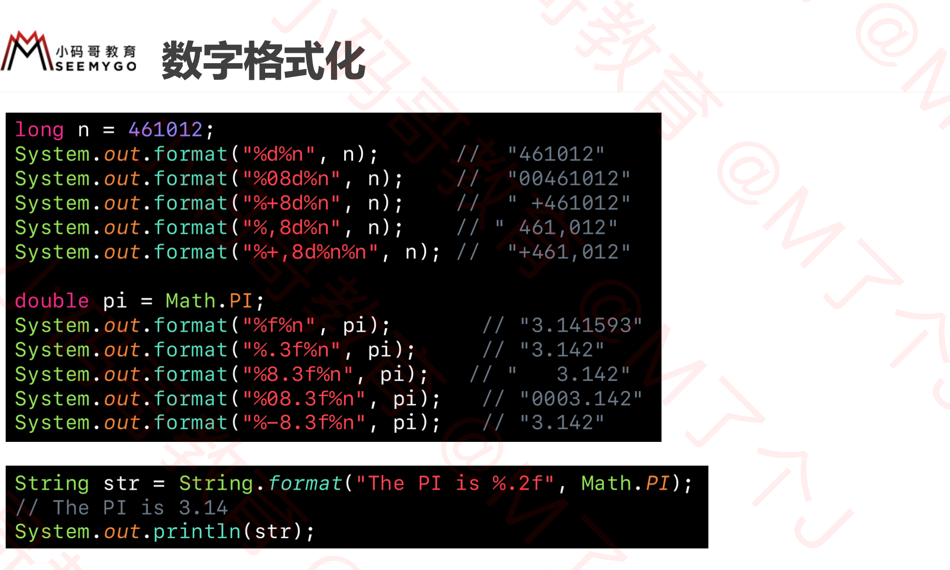 小码哥教育
SEEMYGO
数字格式化
long n = 461012;
System.out.format("%d%n", n);      //  "461012"
System.out.format("%08d%n", n);    //  "00461012"
System.out.format("%+8d%n", n);    //  " +461012"
System.out.format("%,8d%n", n);    // " 461,012"
System.out.format("%+,8d%n%n", n); //  "+461,012"
double pi = Math.PI;
System.out.format("%f%n", pi);       // "3.141593"
System.out.format("%.3f%n", pi);     // "3.142"
System.out.format("%8.3f%n", pi);   // "   3.142"
System.out.format("%08.3f%n", pi);   // "0003.142"
System.out.format("%-8.3f%n", pi);   // "3.142"
String str = String.format("The PI is %.2f", Math.PI);
// The PI is 3.14
System.out.println(str);
小码哥教育 @M了个J